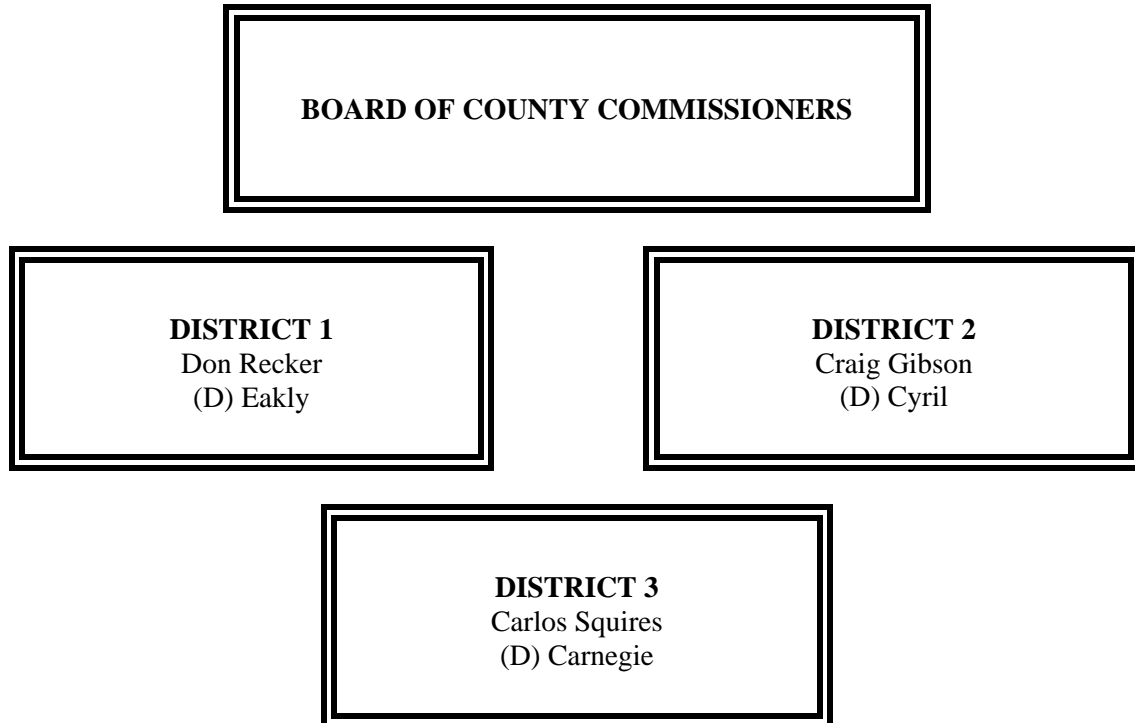 BOARD OF COUNTY COMMISSIONERS
DISTRICT 1
Don Recker
(D) Eakly
DISTRICT 2
Craig Gibson
(D) Cyril
DISTRICT 3
Carlos Squires
(D) Carnegie